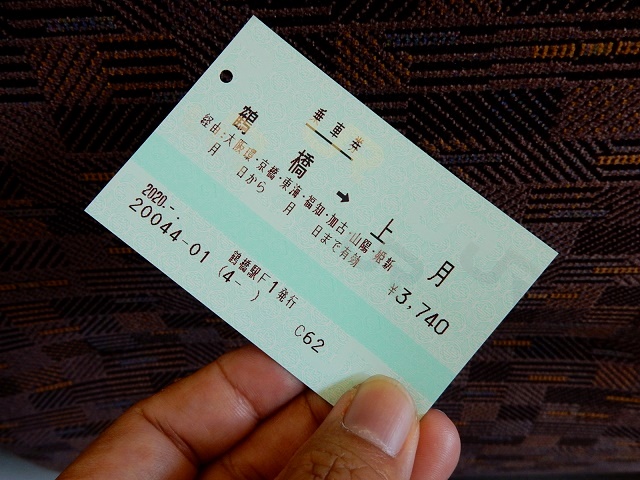 乗車券
鶴橋 ➡ 上月
経由:大阪環・京橋・東海・福知・加古・山陽・姫新
月 日から 月 日まで有効 ¥3,740
2020.-.
20044-01 鶴橋駅F1発行
(4- ) C62